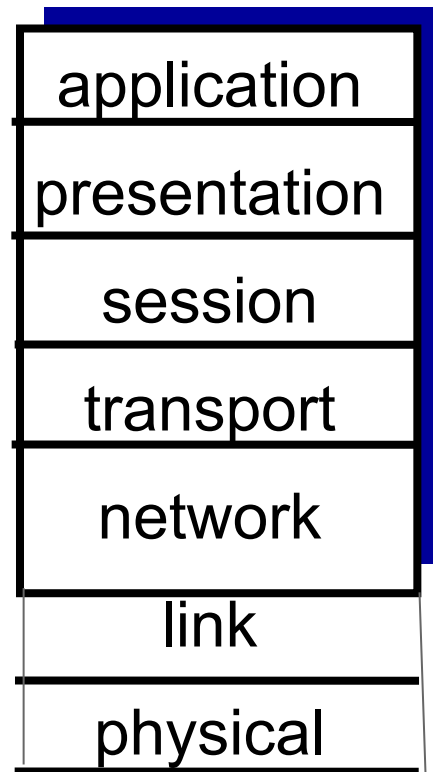 application
presentation
session
transport
network
link
physical